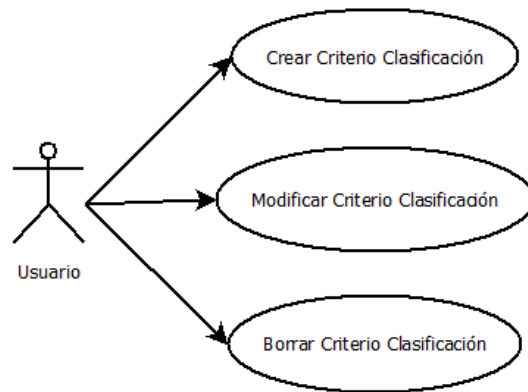 Crear Criterio Clasificación
Modificar Criterio Clasificación
Usuario
Borrar Criterio Clasificación